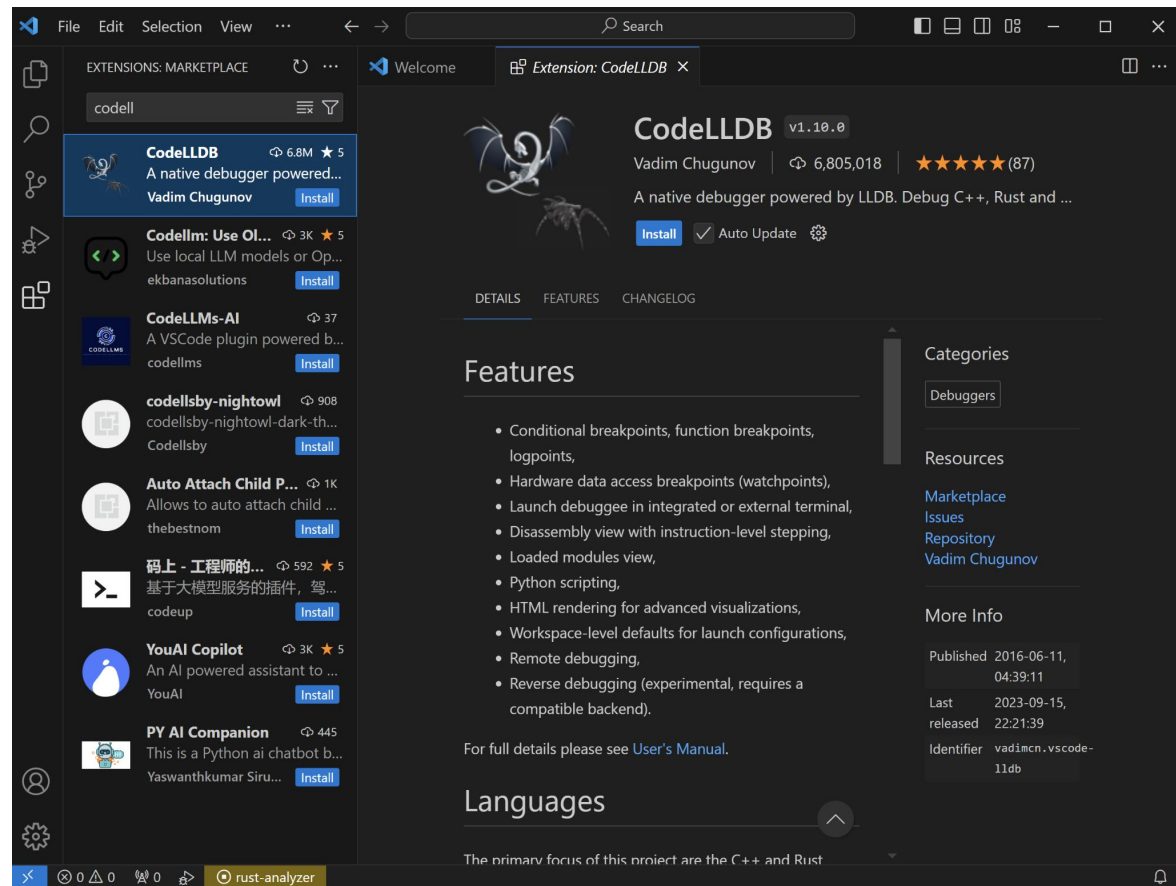 File Edit Selection View ··· Search
EXTENSIONS: MARKETPLACE
codell
CodeLLDB 6.8M ★ 5
A native debugger powered...
Vadim Chugunov Install
Codellm: Use Ol... 3K ★ 5
Use local LLM models or Op...
ekbanasolutions Install
CODELLMS
CodeLLMs-AI 37
A VSCode plugin powered b...
codellms Install
codellsby-nightowl 908
codellsby-nightowl-dark-th...
Codellsby Install
Auto Attach Child P... 1K
Allows to auto attach child ...
thebestnom Install
码上 - 工程师的... 592 ★ 5
基于大模型服务的插件，驾...
codeup Install
YouAI Copilot 3K ★ 5
An AI powered assistant to ...
YouAI Install
PY AI Companion 445
This is a Python ai chatbot b...
Yaswanthkumar Siru... Install
Welcome Extension: CodeLLDB
CodeLLDB v1.10.0
Vadim Chugunov 6,805,018 ★★★★★(87)
A native debugger powered by LLDB. Debug C++, Rust and ...
Install Auto Update
DETAILS FEATURES CHANGELOG
Features
• Conditional breakpoints, function breakpoints,
logpoints,
• Hardware data access breakpoints (watchpoints),
• Launch debuggee in integrated or external terminal,
• Disassembly view with instruction-level stepping,
• Loaded modules view,
• Python scripting,
• HTML rendering for advanced visualizations,
• Workspace-level defaults for launch configurations,
• Remote debugging,
• Reverse debugging (experimental, requires a
compatible backend).
For full details please see User's Manual.
Languages
The primary focus of this project are the C++ and Rust
Categories
Debuggers
Resources
Marketplace
Issues
Repository
Vadim Chugunov
More Info
Published 2016-06-11,
04:39:11
Last 2023-09-15,
released 22:21:39
Identifier vadimcn.vscode-
lldb
0 0 0 rust-analyzer